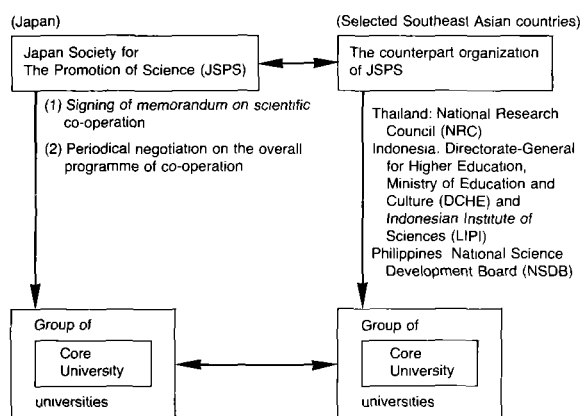 (Japan)
Japan Society for
The Promotion of Science (JSPS)
(1) Signing of memorandum on scientific
co-operation
(2) Periodical negotiation on the overall
programme of co-operation
Group of
Core
University
universities
(Selected Southeast Asian countries)
The counterpart organization
of JSPS
Thailand: National Research
Council (NRC)
Indonesia. Directorate-General
for Higher Education,
Ministry of Education and
Culture (DCHE) and
Indonesian Institute of
Sciences (LIPI)
Philippines National Science
Development Board (NSDB)
Group of
Core
University
universities